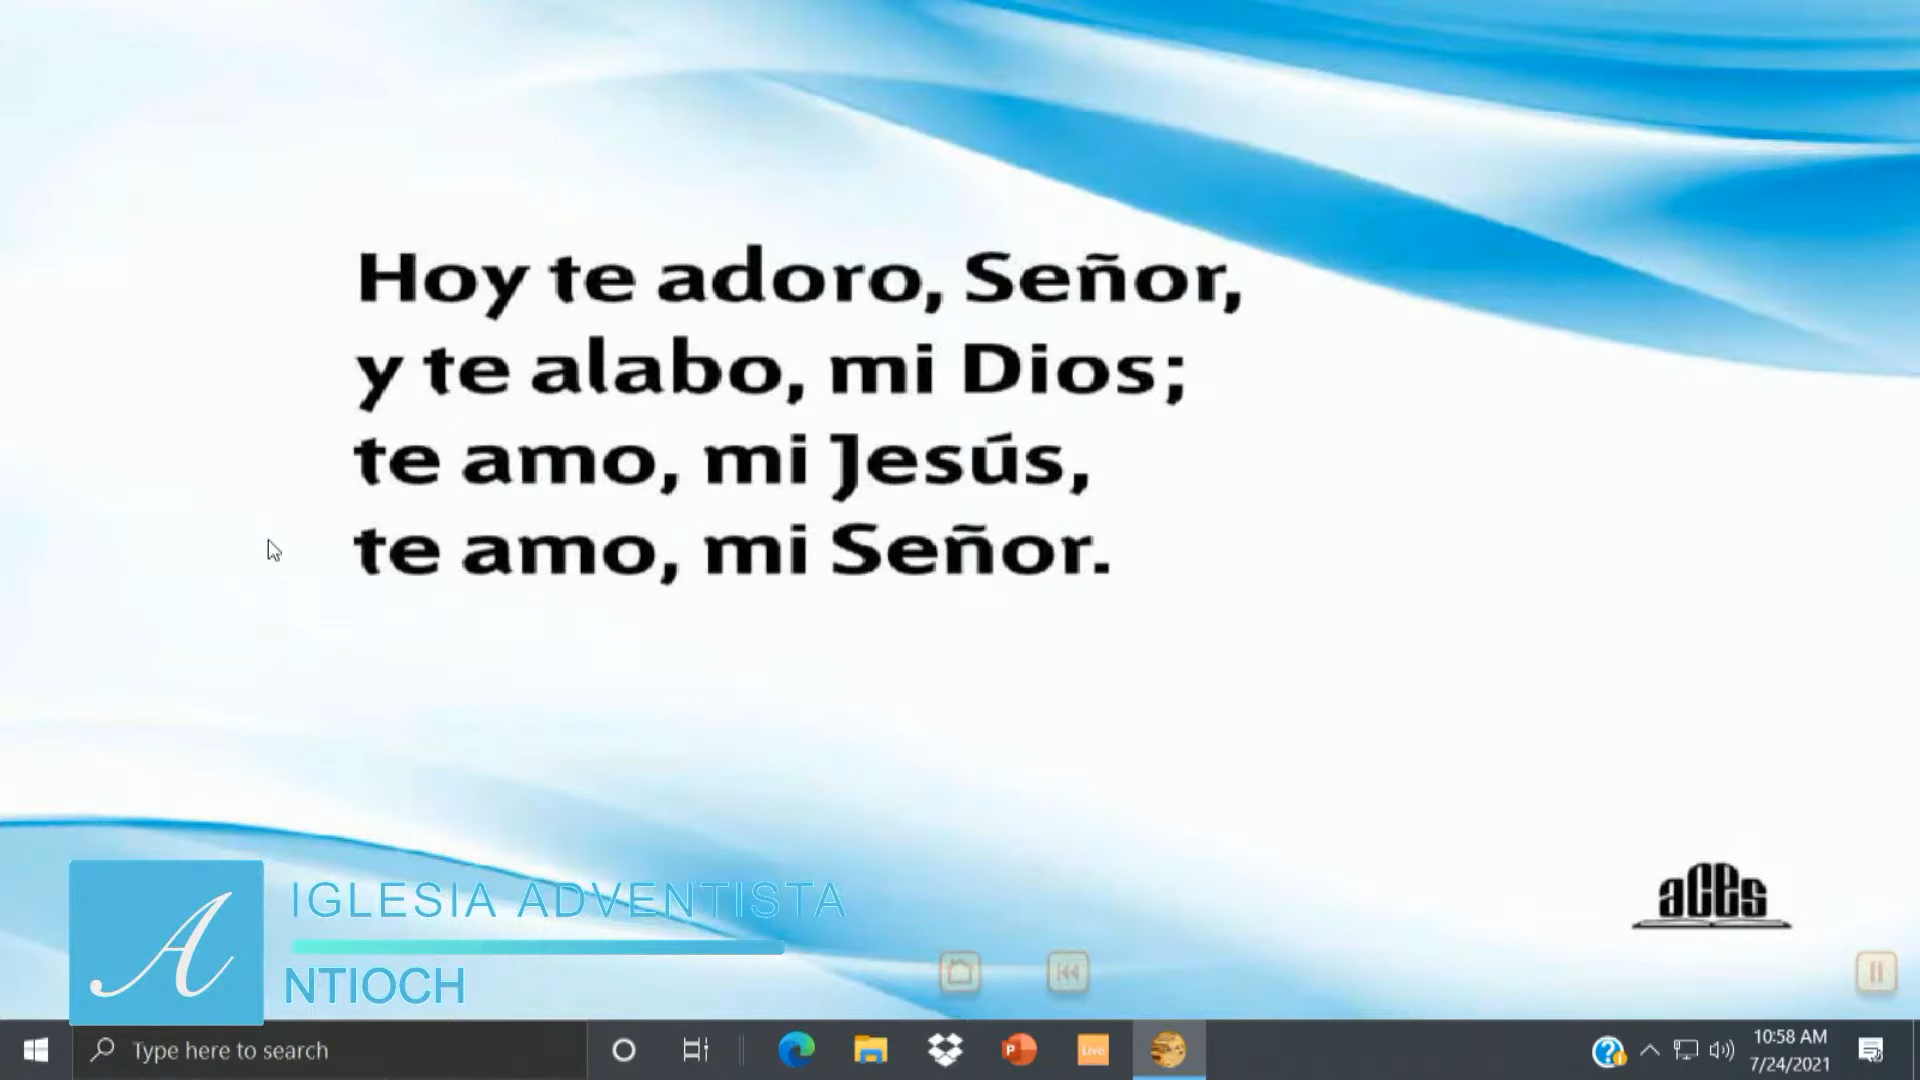 Hoy te adoro, Señor,
y te alabo, mi Dios;
te amo, mi Jesús,
te amo, mi Señor.
A
IGLESIA ADVENTISTA
NTIOCH
aces
Type here to search
Live
10:58 AM
7/24/2021